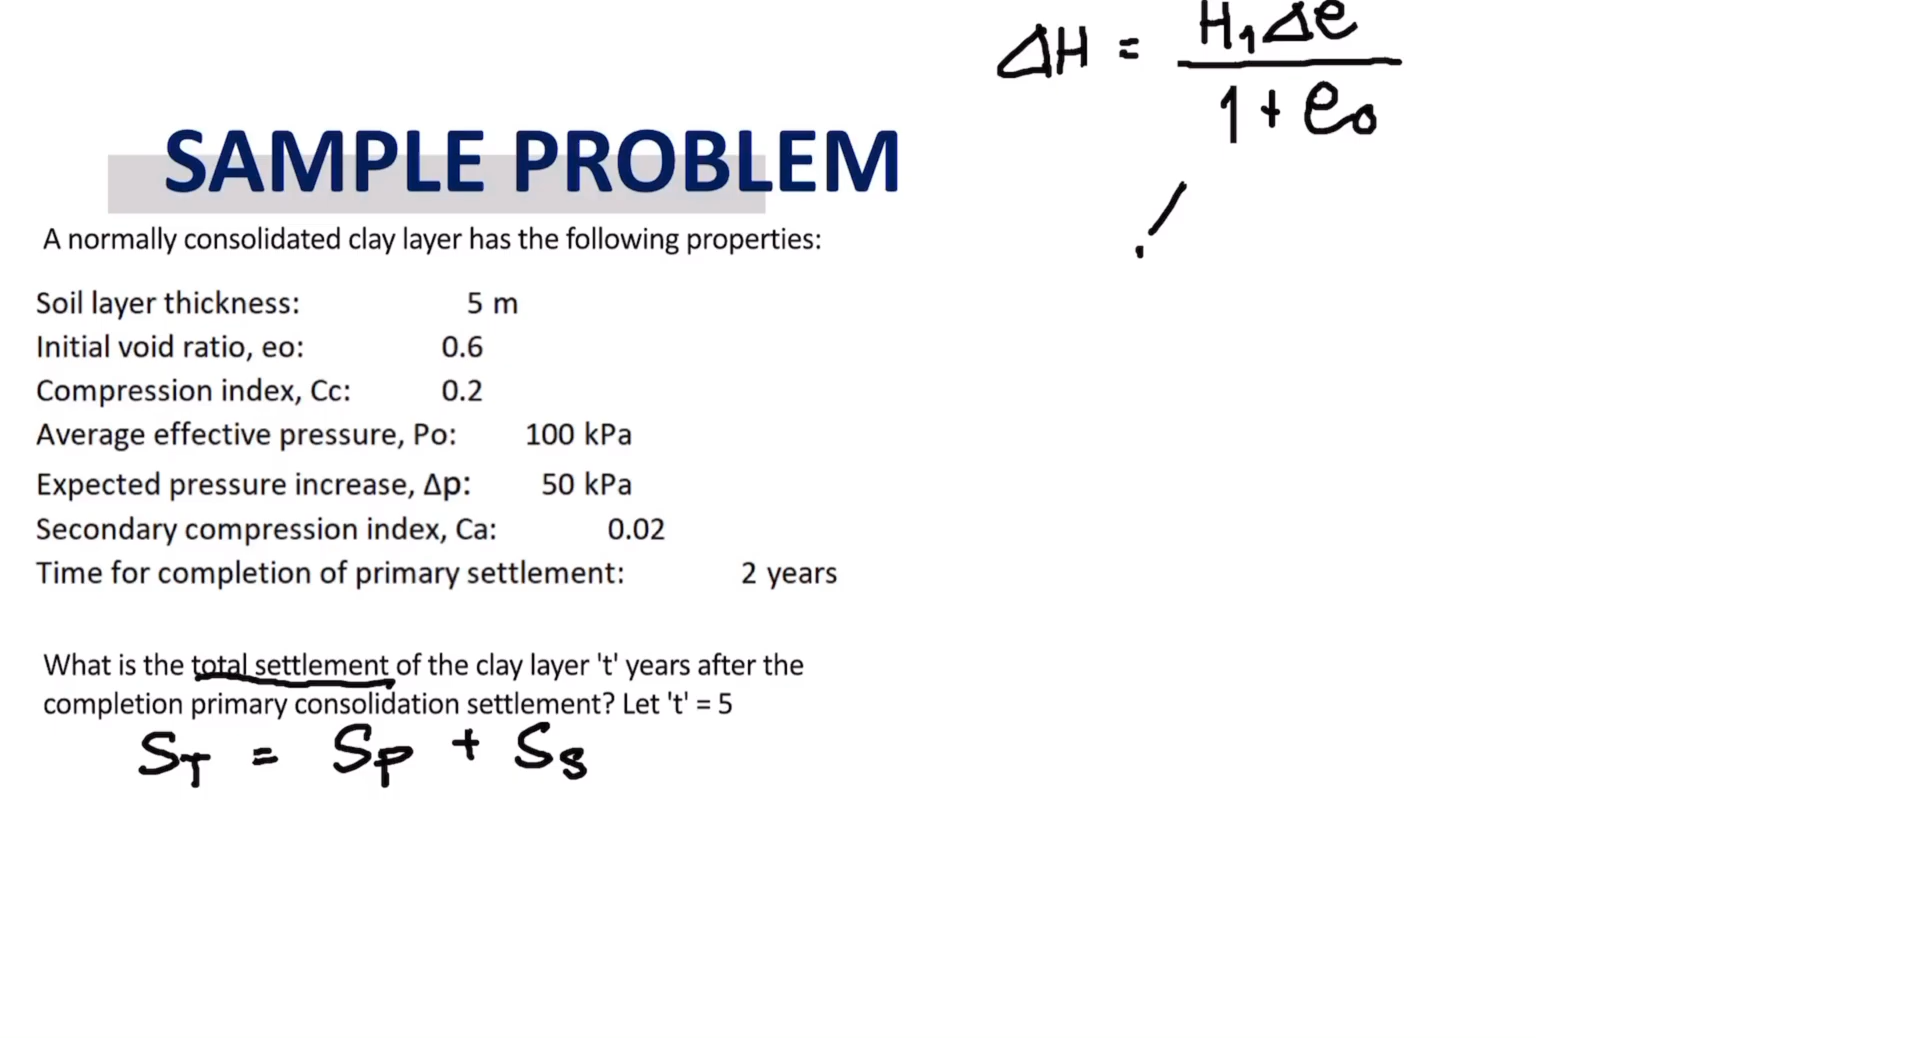 ΔH = H₁Δe / 1 + e₀
SAMPLE PROBLEM
A normally consolidated clay layer has the following properties:
Soil layer thickness: 5 m
Initial void ratio, eo: 0.6
Compression index, Cc: 0.2
Average effective pressure, Po: 100 kPa
Expected pressure increase, Δp: 50 kPa
Secondary compression index, Ca: 0.02
Time for completion of primary settlement: 2 years
What is the total settlement of the clay layer 't' years after the
completion primary consolidation settlement? Let 't' = 5
S_T = S_P + S_S